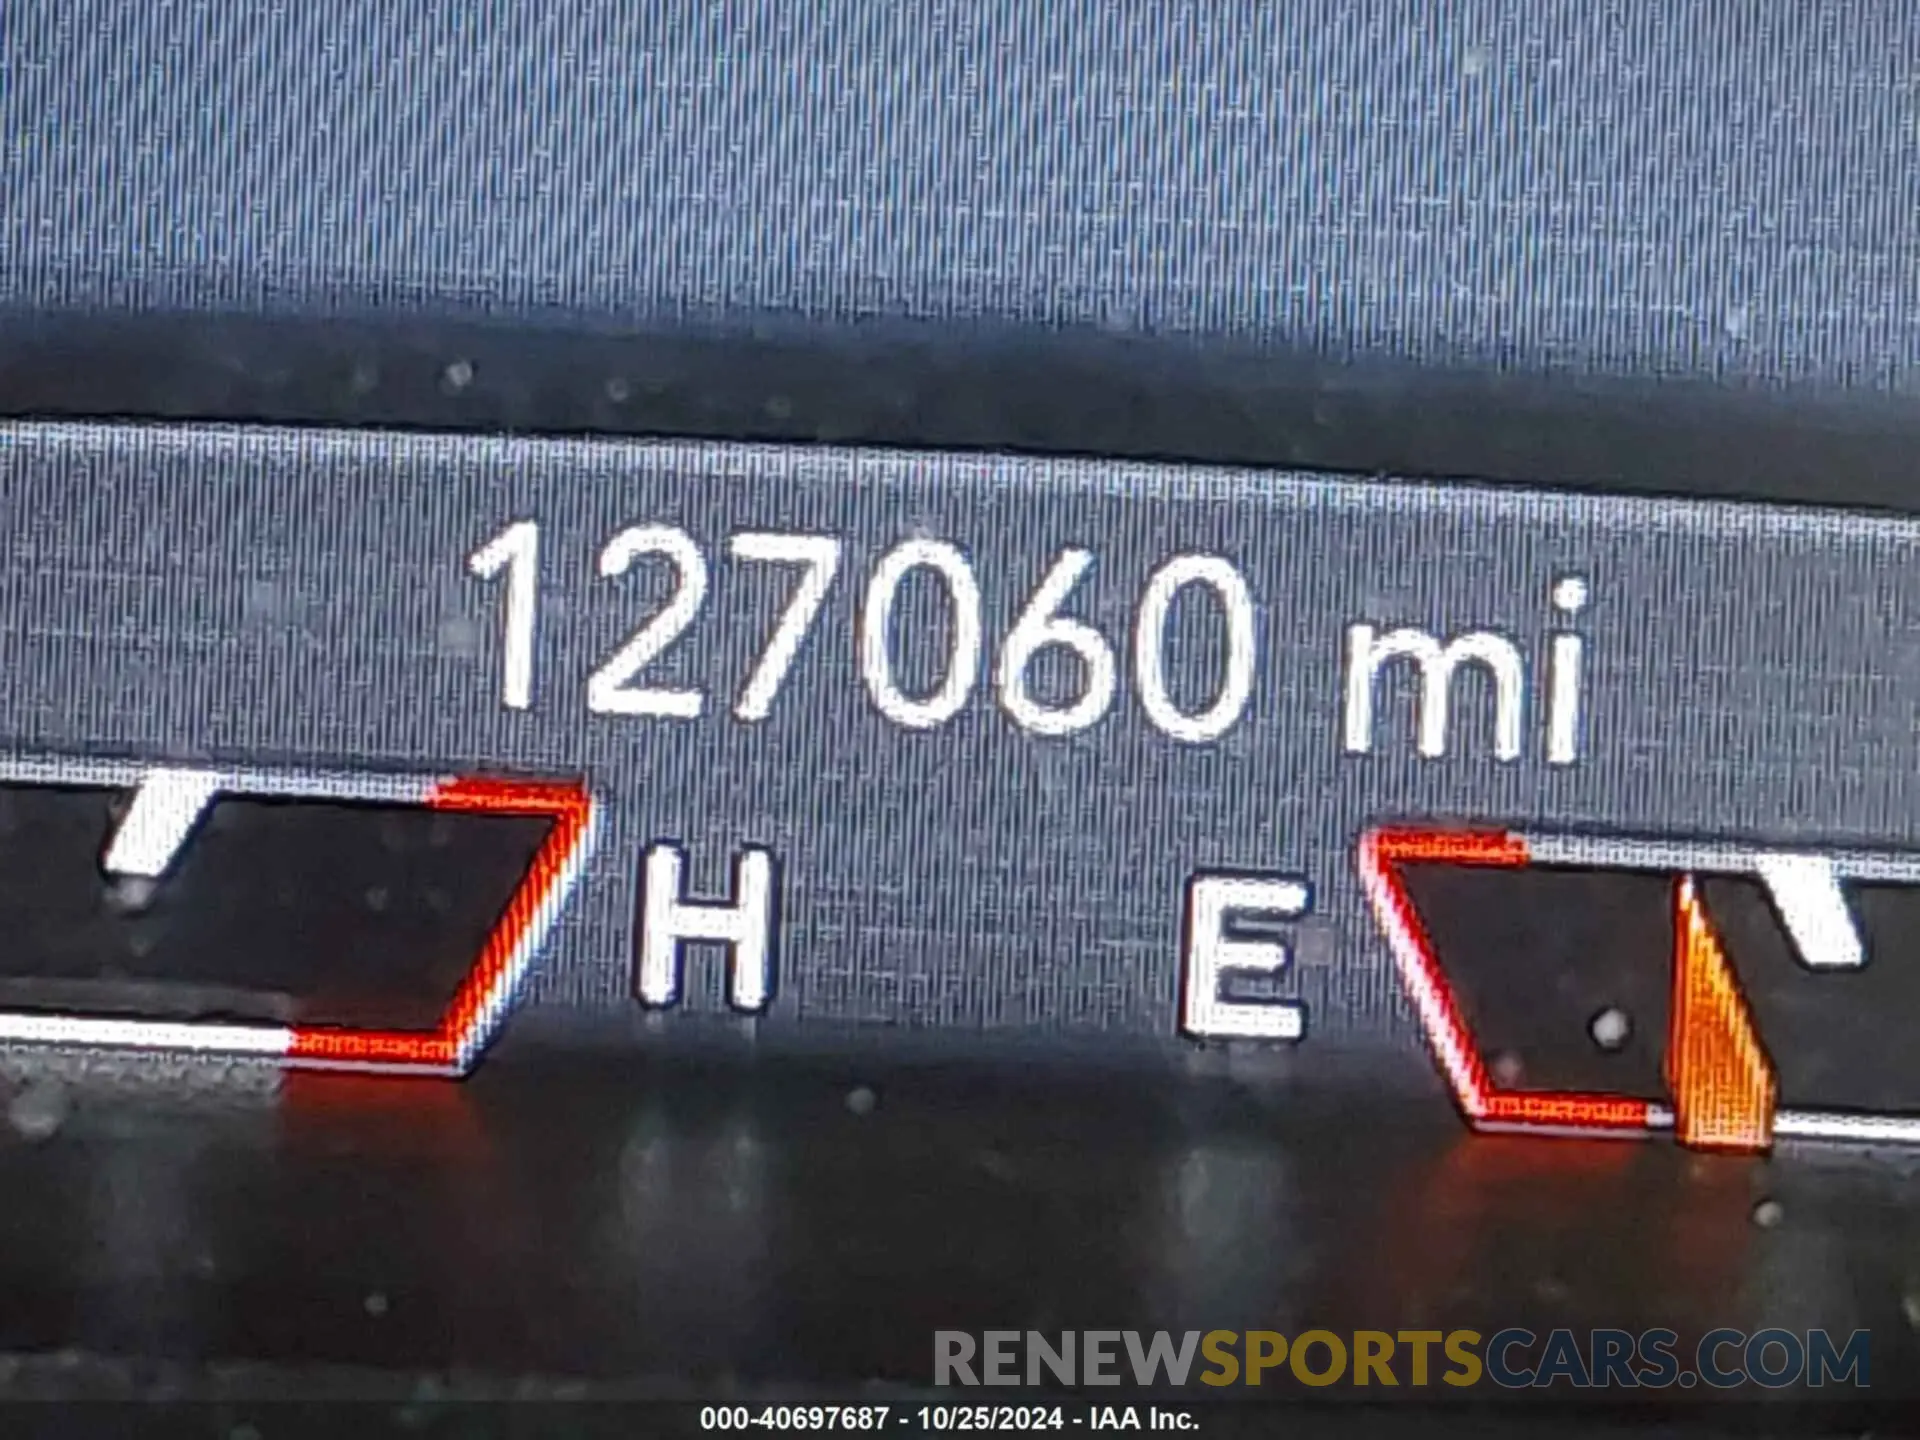 127060 mi
H E
RENEWSPORTSCARS.COM
000-40697687 - 10/25/2024 - IAA Inc.